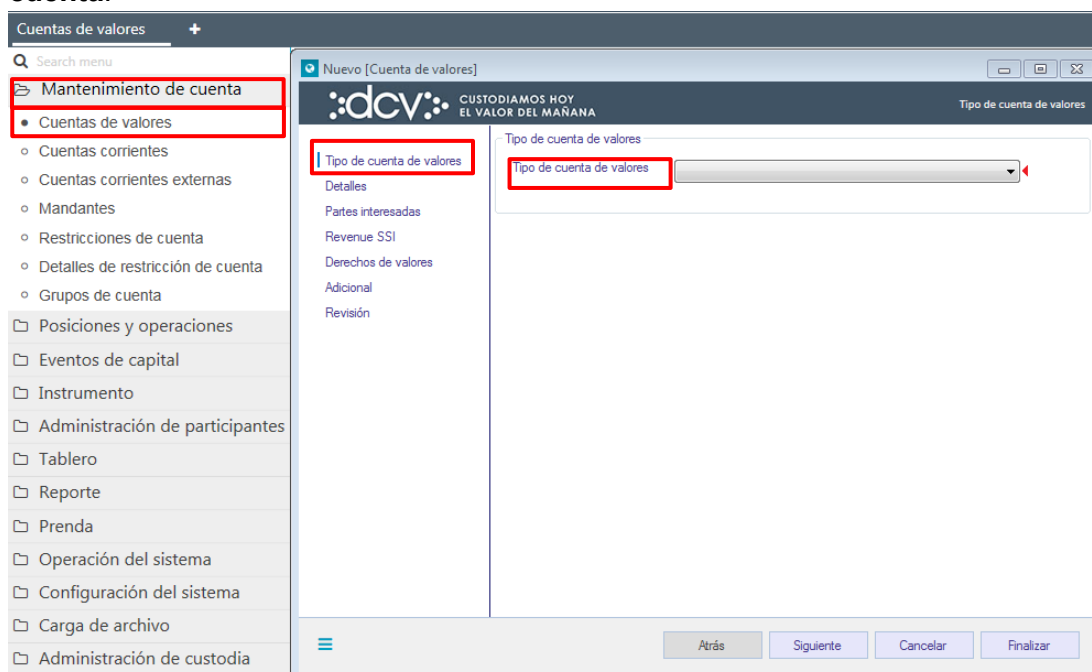 cuenta.
Cuentas de valores +
Search menu
Mantenimiento de cuenta
Cuentas de valores
Cuentas corrientes
Cuentas corrientes externas
Mandantes
Restricciones de cuenta
Detalles de restricción de cuenta
Grupos de cuenta
Posiciones y operaciones
Eventos de capital
Instrumento
Administración de participantes
Tablero
Reporte
Prenda
Operación del sistema
Configuración del sistema
Carga de archivo
Administración de custodia
Nuevo [Cuenta de valores]
dcv CUSTODIAMOS HOY
EL VALOR DEL MAÑANA
Tipo de cuenta de valores
Tipo de cuenta de valores
Detalles
Partes interesadas
Revenue SSI
Derechos de valores
Adicional
Revisión
Tipo de cuenta de valores
Tipo de cuenta de valores
Atrás Siguiente Cancelar Finalizar